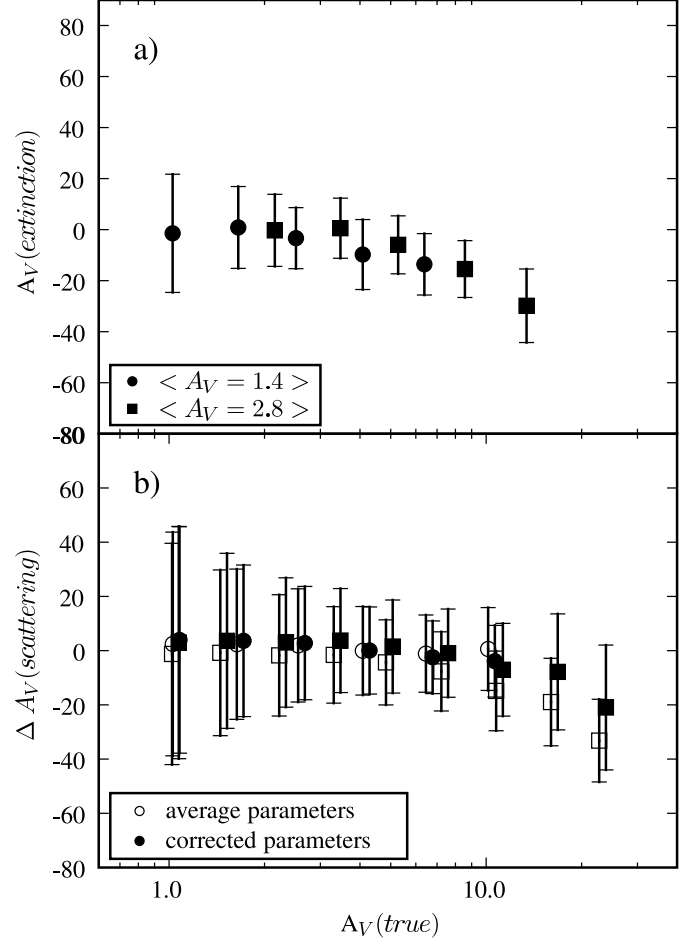 80
a)
60
40
20
0
-20
-40
-60
-80
A_V(extinction)
< A_V = 1.4 >
< A_V = 2.8 >
80
b)
60
40
20
0
-20
-40
-60
-80
Δ A_V(scattering)
average parameters
corrected parameters
1.0
10.0
A_V(true)